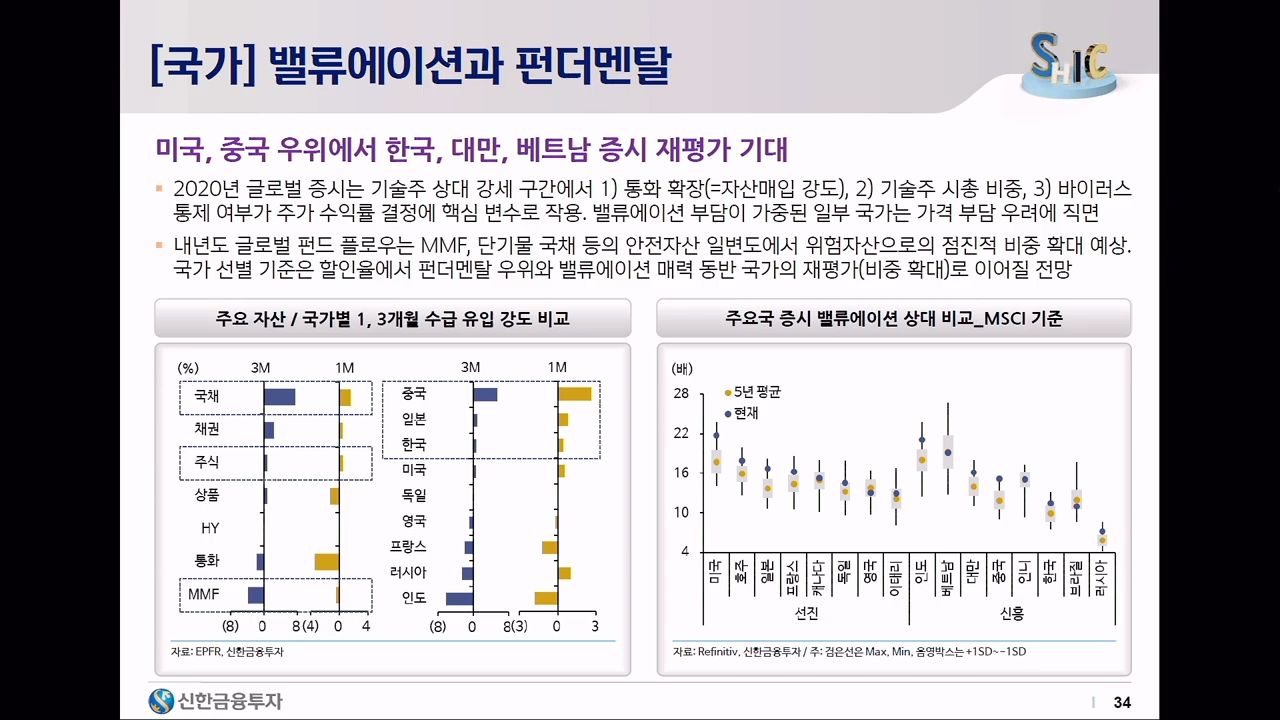 [국가] 밸류에이션과 펀더멘탈
SHIC
미국, 중국 우위에서 한국, 대만, 베트남 증시 재평가 기대
2020년 글로벌 증시는 기술주 상대 강세 구간에서 1) 통화 확장(=자산매입 강도), 2) 기술주 시총 비중, 3) 바이러스
통제 여부가 주가 수익률 결정에 핵심 변수로 작용. 밸류에이션 부담이 가중된 일부 국가는 가격 부담 우려에 직면
내년도 글로벌 펀드 플로우는 MMF, 단기물 국채 등의 안전자산 일변도에서 위험자산으로의 점진적 비중 확대 예상.
국가 선별 기준은 할인율에서 펀더멘탈 우위와 밸류에이션 매력 동반 국가의 재평가(비중 확대)로 이어질 전망
주요 자산 / 국가별 1, 3개월 수급 유입 강도 비교
(%) 3M 1M
국채
채권
주식
상품
HY
통화
MMF
(8) 0 8 (4) 0 4
3M 1M
중국
일본
한국
미국
독일
영국
프랑스
러시아
인도
(8) 0 8 (3) 0 3
자료: EPFR, 신한금융투자
주요국 증시 밸류에이션 상대 비교_MSCI 기준
(배)
28
22
16
10
4
5년 평균
현재
미국 호주 일본 프랑스 캐나다 독일 영국 이태리 인도 베트남 대만 중국 인니 한국 브라질 러시아
선진 신흥
자료: Refinitiv, 신한금융투자 / 주: 검은선은 Max, Min, 음영박스는 +1SD~-1SD
신한금융투자
34